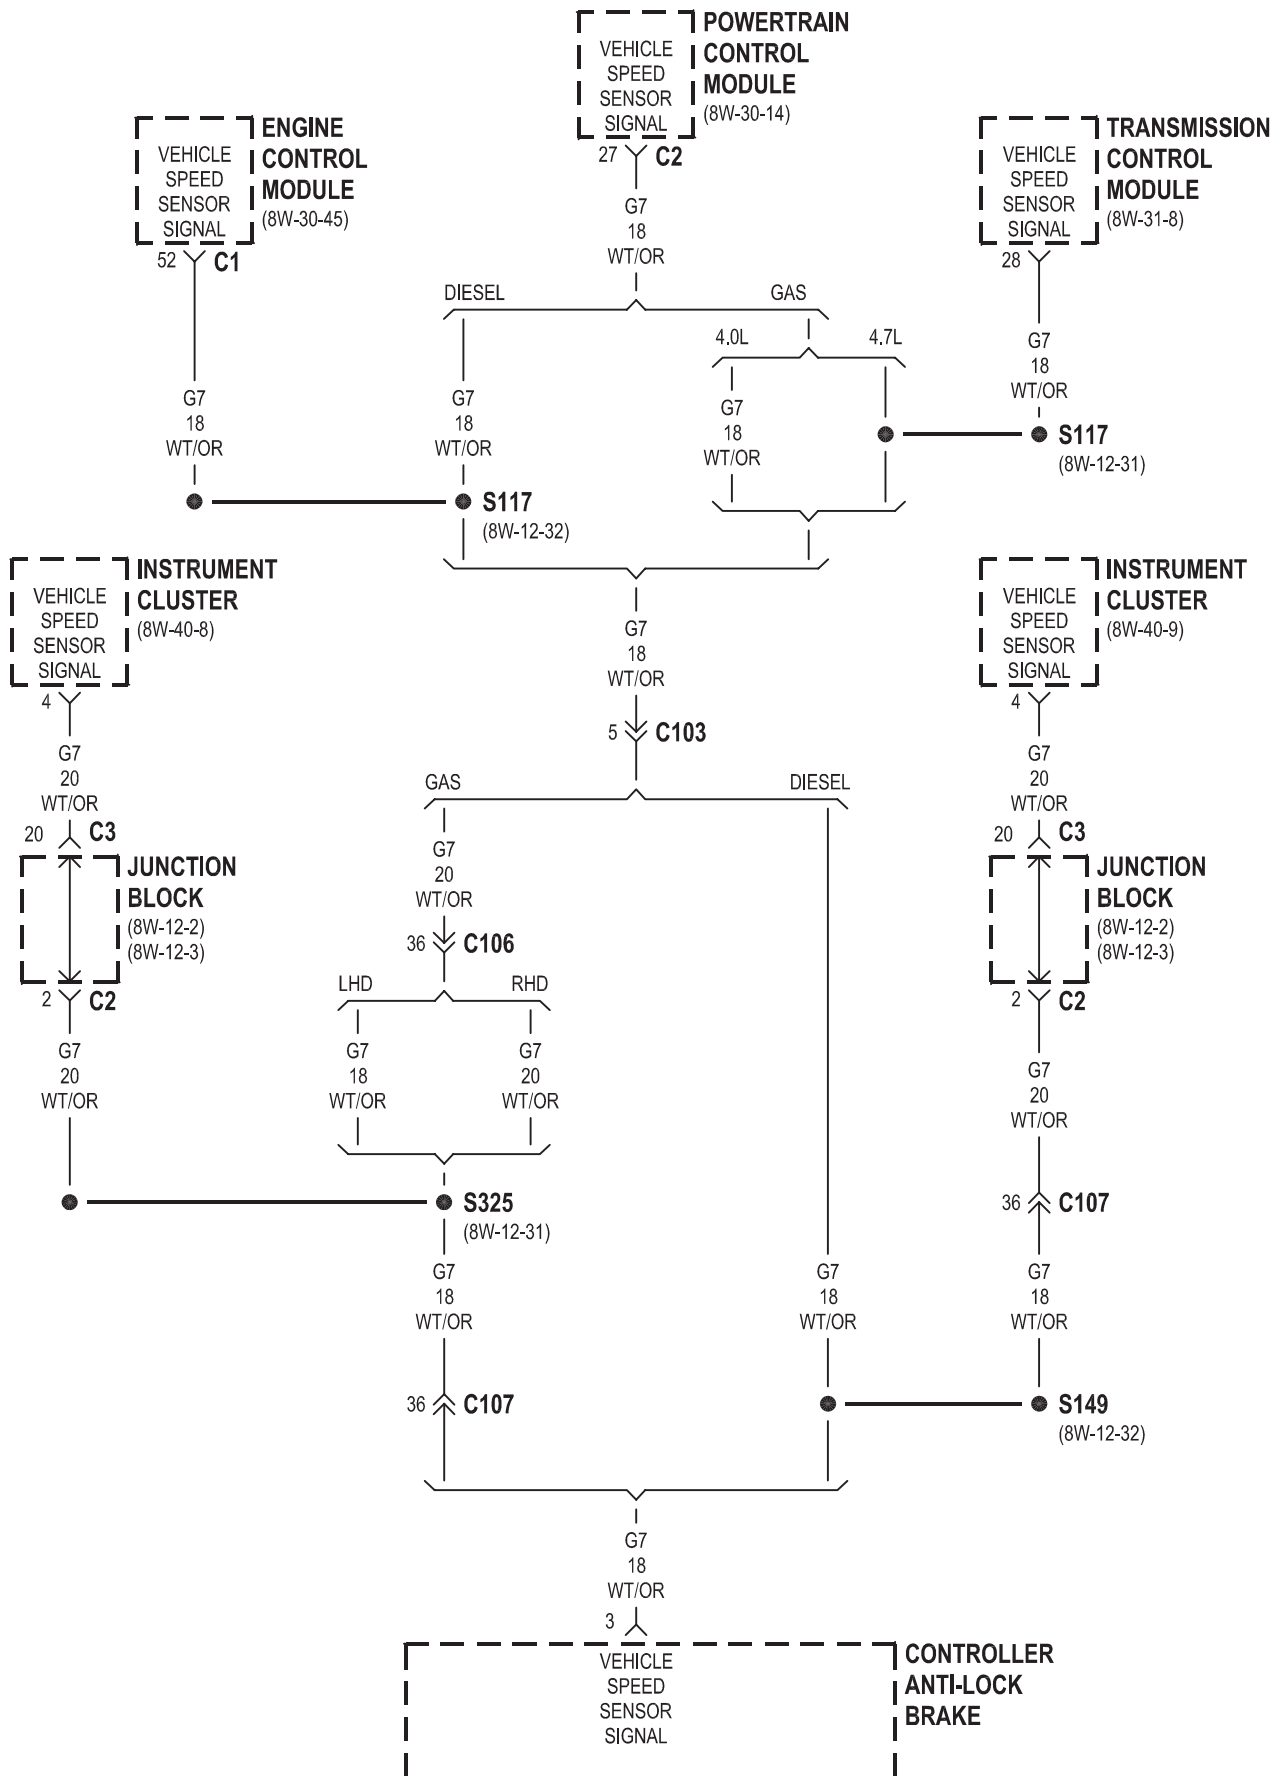 POWERTRAIN
CONTROL
MODULE
(8W-30-14)
VEHICLE
SPEED
SENSOR
SIGNAL
27
C2
G7
18
WT/OR
ENGINE
CONTROL
MODULE
(8W-30-45)
VEHICLE
SPEED
SENSOR
SIGNAL
52
C1
G7
18
WT/OR
TRANSMISSION
CONTROL
MODULE
(8W-31-8)
VEHICLE
SPEED
SENSOR
SIGNAL
28
G7
18
WT/OR
S117
(8W-12-31)
DIESEL
GAS
4.0L
4.7L
G7
18
WT/OR
G7
18
WT/OR
S117
(8W-12-32)
INSTRUMENT
CLUSTER
(8W-40-8)
VEHICLE
SPEED
SENSOR
SIGNAL
4
G7
20
WT/OR
20
C3
JUNCTION
BLOCK
(8W-12-2)
(8W-12-3)
2
C2
G7
20
WT/OR
G7
18
WT/OR
5
C103
GAS
DIESEL
G7
20
WT/OR
36
C106
LHD
RHD
G7
18
WT/OR
G7
20
WT/OR
S325
(8W-12-31)
G7
18
WT/OR
36
C107
G7
18
WT/OR
INSTRUMENT
CLUSTER
(8W-40-9)
VEHICLE
SPEED
SENSOR
SIGNAL
4
G7
20
WT/OR
20
C3
JUNCTION
BLOCK
(8W-12-2)
(8W-12-3)
2
C2
G7
20
WT/OR
36
C107
G7
18
WT/OR
S149
(8W-12-32)
G7
18
WT/OR
3
VEHICLE
SPEED
SENSOR
SIGNAL
CONTROLLER
ANTI-LOCK
BRAKE